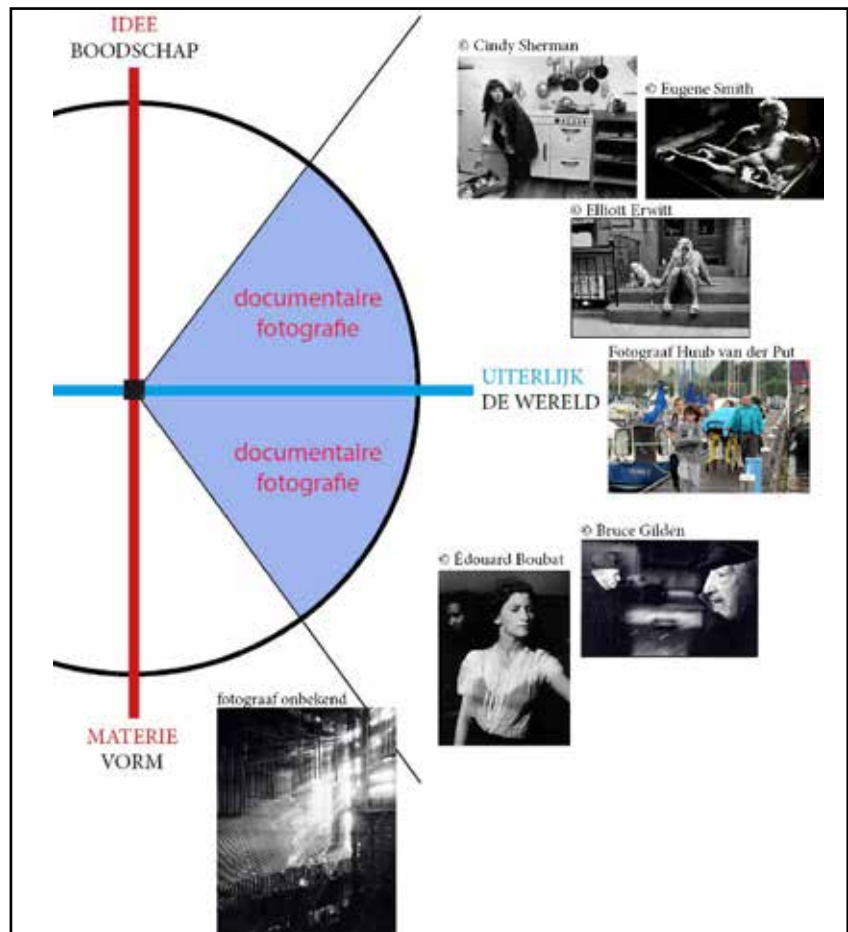 IDEE
BOODSCHAP
© Cindy Sherman
© Eugene Smith
© Elliott Erwitt
documentaire
fotografie
Fotograaf Huub van der Put
UITERLIJK
DE WERELD
documentaire
fotografie
© Bruce Gilden
© Édouard Boubat
fotograaf onbekend
MATERIE
VORM